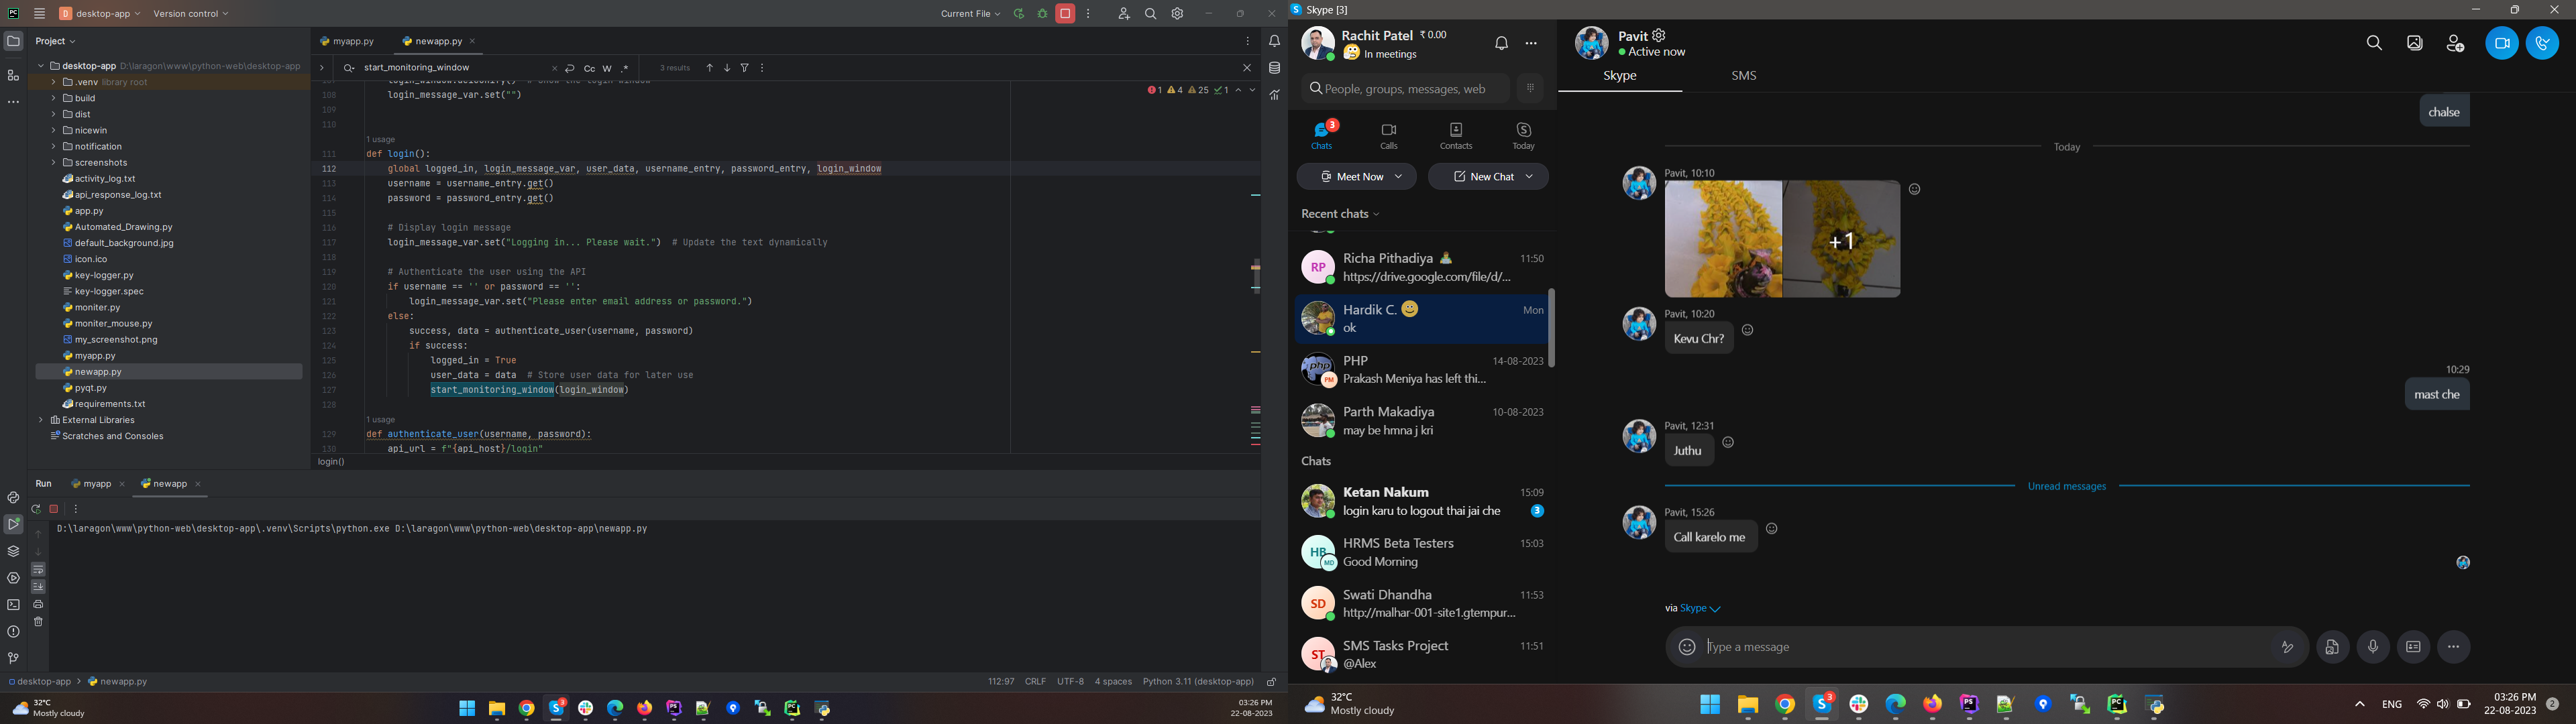 desktop-app
Version control
Current File
Project
myapp.py
newapp.py
desktop-app D:\laragon\www\python-web\desktop-app
.venv library root
build
dist
nicewin
notification
screenshots
activity_log.txt
api_response_log.txt
app.py
Automated_Drawing.py
default_background.jpg
icon.ico
key-logger.py
key-logger.spec
moniter.py
moniter_mouse.py
my_screenshot.png
myapp.py
newapp.py
pyqt.py
requirements.txt
External Libraries
Scratches and Consoles
start_monitoring_window
Cc W .*
3 results
1 4 25 1
108 login_message_var.set("")
109
110
1 usage
111 def login():
112 global logged_in, login_message_var, user_data, username_entry, password_entry, login_window
113 username = username_entry.get()
114 password = password_entry.get()
115
116 # Display login message
117 login_message_var.set("Logging in... Please wait.") # Update the text dynamically
118
119 # Authenticate the user using the API
120 if username == '' or password == '':
121 login_message_var.set("Please enter email address or password.")
122 else:
123 success, data = authenticate_user(username, password)
124 if success:
125 logged_in = True
126 user_data = data # Store user data for later use
127 start_monitoring_window(login_window)
128
1 usage
129 def authenticate_user(username, password):
130 api_url = f"{api_host}/login"
login()
Run
myapp
newapp
D:\laragon\www\python-web\desktop-app\.venv\Scripts\python.exe D:\laragon\www\python-web\desktop-app\newapp.py
desktop-app > newapp.py
112:97 CRLF UTF-8 4 spaces Python 3.11 (desktop-app)
32°C
Mostly cloudy
03:26 PM
22-08-2023
Skype [3]
Rachit Patel ₹ 0.00
In meetings
People, groups, messages, web
3
Chats
Calls
Contacts
Today
Meet Now
New Chat
Recent chats
RP
Richa Pithadiya 11:50
https://drive.google.com/file/d/...
Hardik C. Mon
ok
PHP 14-08-2023
php
PM
Prakash Meniya has left thi...
Parth Makadiya 10-08-2023
may be hmna j kri
Chats
Ketan Nakum 15:09
login karu to logout thai jai che 3
HB
MD
HRMS Beta Testers 15:03
Good Morning
SD
Swati Dhandha 11:53
http://malhar-001-site1.gtempur...
ST
SMS Tasks Project 11:51
@Alex
Pavit
Active now
Skype
SMS
chalse
Today
Pavit, 10:10
+1
Pavit, 10:20
Kevu Chr?
10:29
mast che
Pavit, 12:31
Juthu
Unread messages
Pavit, 15:26
Call karelo me
via Skype
Type a message
32°C
Mostly cloudy
ENG
03:26 PM
22-08-2023
2